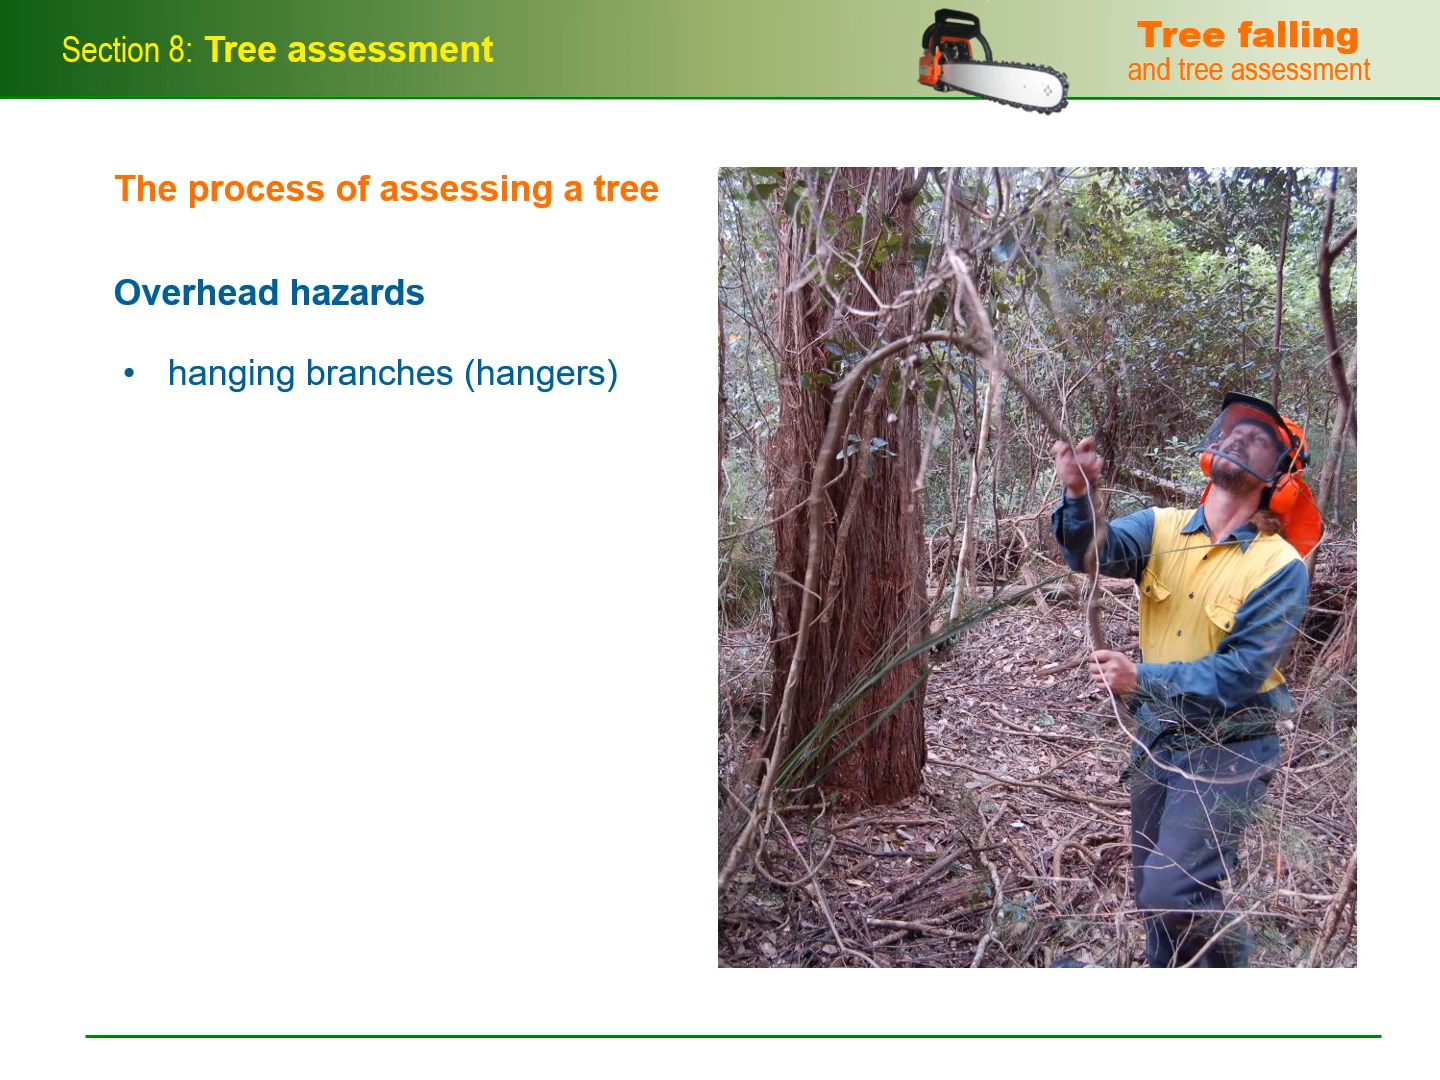 Section 8: Tree assessment
Tree falling
and tree assessment
The process of assessing a tree
Overhead hazards
• hanging branches (hangers)